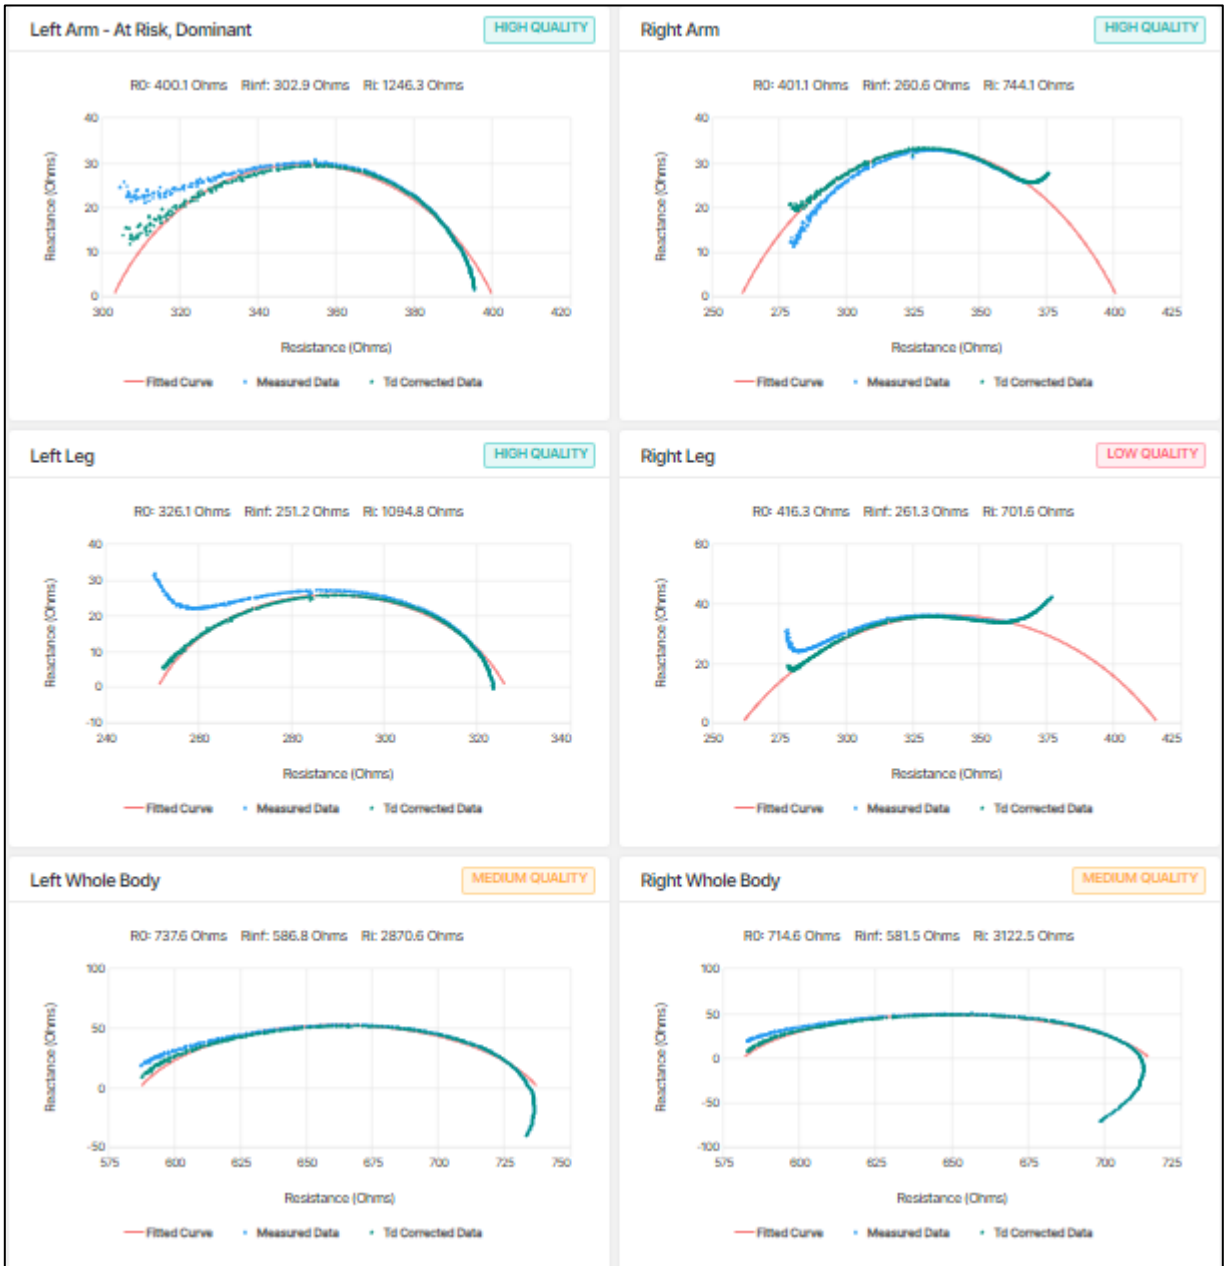 Left Arm - At Risk, Dominant HIGH QUALITY
R0: 400.1 Ohms Rinf: 302.9 Ohms Ri: 1246.3 Ohms
40
30
20
10
0
Reactance (Ohms)
300 320 340 360 380 400 420
Resistance (Ohms)
Fitted Curve Measured Data Td Corrected Data
Right Arm HIGH QUALITY
R0: 401.1 Ohms Rinf: 260.6 Ohms Ri: 744.1 Ohms
40
30
20
10
0
Reactance (Ohms)
250 275 300 325 350 375 400 425
Resistance (Ohms)
Fitted Curve Measured Data Td Corrected Data
Left Leg HIGH QUALITY
R0: 326.1 Ohms Rinf: 251.2 Ohms Ri: 1094.8 Ohms
40
30
20
10
0
-10
Reactance (Ohms)
240 260 280 300 320 340
Resistance (Ohms)
Fitted Curve Measured Data Td Corrected Data
Right Leg LOW QUALITY
R0: 416.3 Ohms Rinf: 261.3 Ohms Ri: 701.6 Ohms
60
40
20
0
Reactance (Ohms)
250 275 300 325 350 375 400 425
Resistance (Ohms)
Fitted Curve Measured Data Td Corrected Data
Left Whole Body MEDIUM QUALITY
R0: 737.6 Ohms Rinf: 586.8 Ohms Ri: 2870.6 Ohms
100
50
0
-50
Reactance (Ohms)
575 600 625 650 675 700 725 750
Resistance (Ohms)
Fitted Curve Measured Data Td Corrected Data
Right Whole Body MEDIUM QUALITY
R0: 714.6 Ohms Rinf: 581.5 Ohms Ri: 3122.5 Ohms
100
50
0
-50
-100
Reactance (Ohms)
575 600 625 650 675 700 725
Resistance (Ohms)
Fitted Curve Measured Data Td Corrected Data